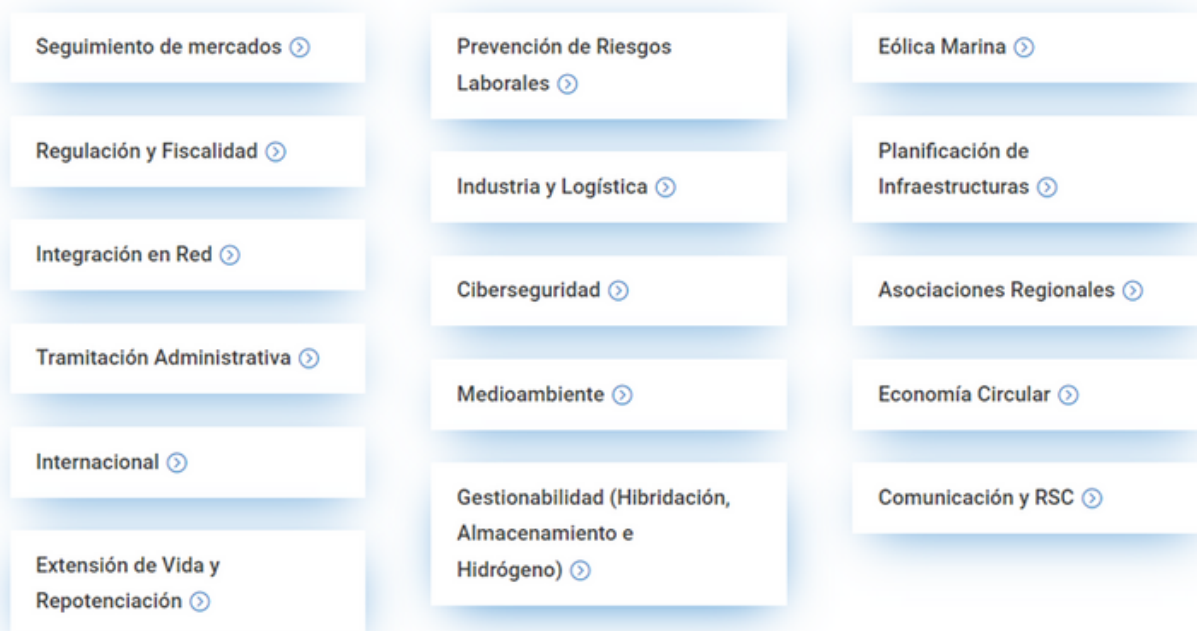 Seguimiento de mercados
Regulación y Fiscalidad
Integración en Red
Tramitación Administrativa
Internacional
Extensión de Vida y
Repotenciación
Prevención de Riesgos
Laborales
Industria y Logística
Ciberseguridad
Medioambiente
Gestionabilidad (Hibridación,
Almacenamiento e
Hidrógeno)
Eólica Marina
Planificación de
Infraestructuras
Asociaciones Regionales
Economía Circular
Comunicación y RSC